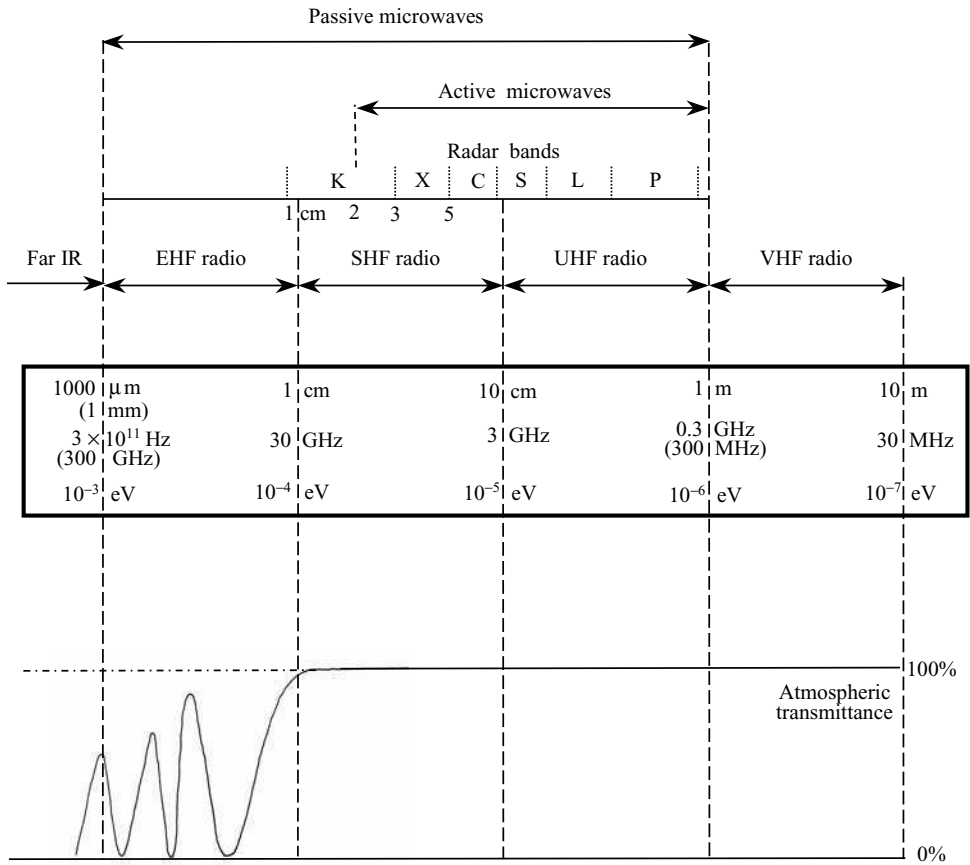 Passive microwaves
Active microwaves
Radar bands
K X C S L P
1 cm 2 3 5
Far IR EHF radio SHF radio UHF radio VHF radio
1000 μm 1 cm 10 cm 1 m 10 m
(1 mm)
3 × 10¹¹ Hz 30 GHz 3 GHz 0.3 GHz 30 MHz
(300 GHz) (300 MHz)
10⁻³ eV 10⁻⁴ eV 10⁻⁵ eV 10⁻⁶ eV 10⁻⁷ eV
100%
Atmospheric
transmittance
0%